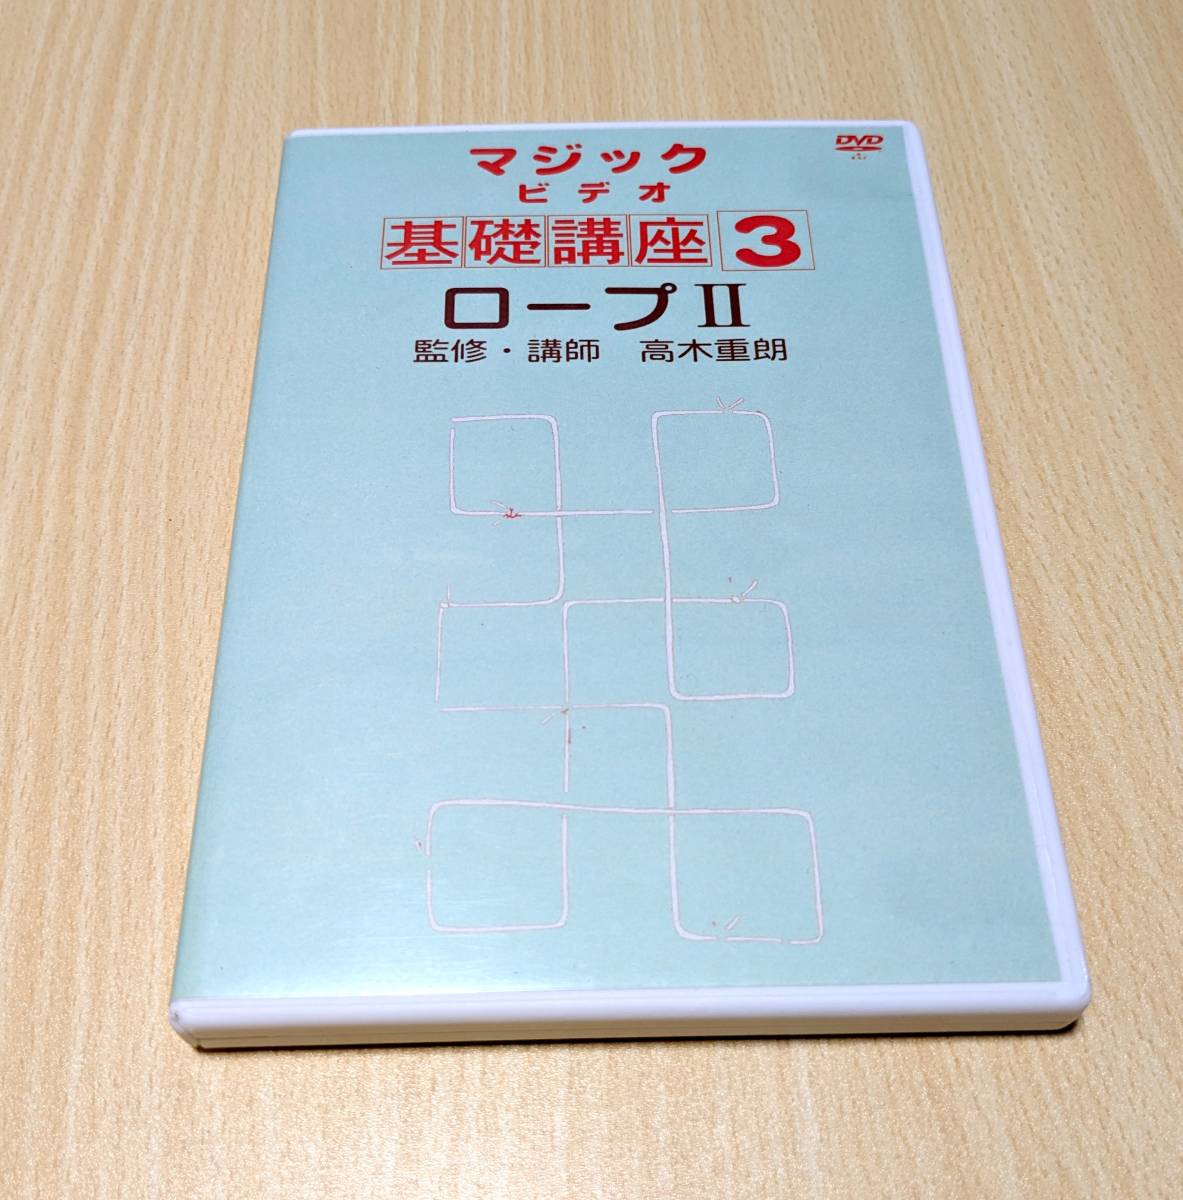 マジック
DVD
ビデオ
基礎講座3
ロープⅡ
監修・講師　高木重朗